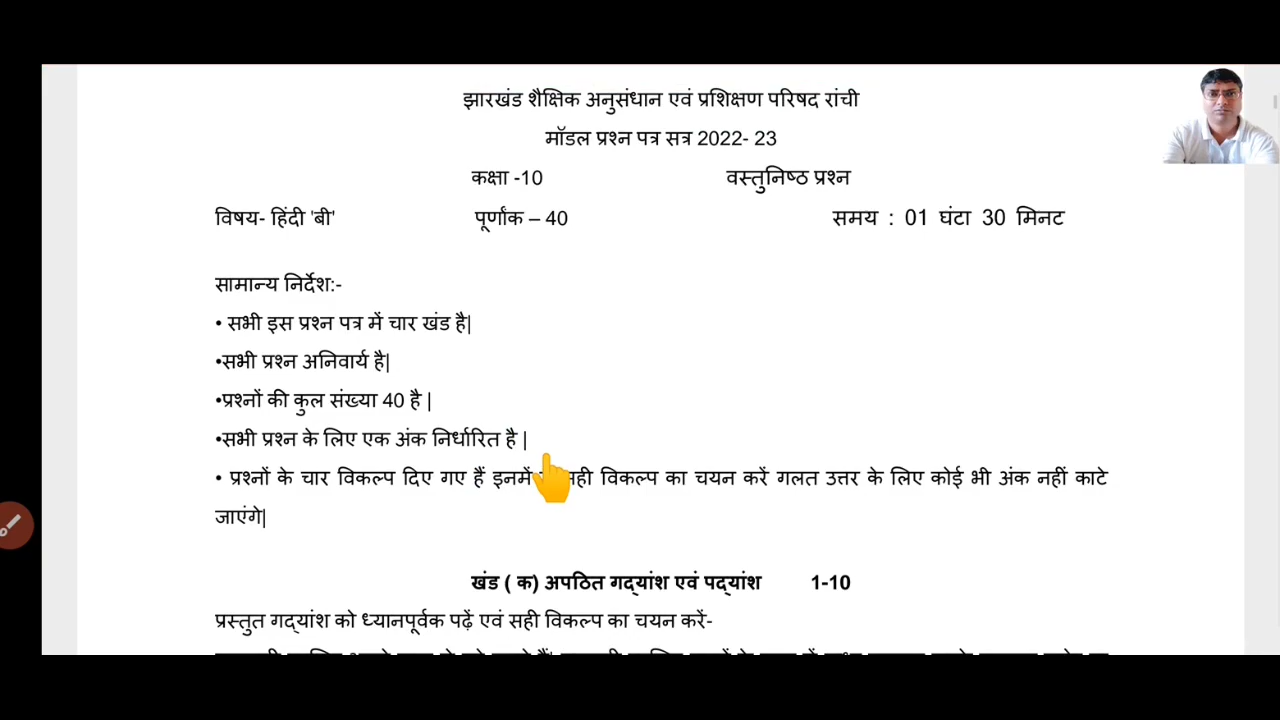 झारखंड शैक्षिक अनुसंधान एवं प्रशिक्षण परिषद रांची
मॉडल प्रश्न पत्र सत्र 2022- 23
कक्षा -10 वस्तुनिष्ठ प्रश्न
विषय- हिंदी 'बी' पूर्णांक – 40 समय : 01 घंटा 30 मिनट
सामान्य निर्देश:-
• सभी इस प्रश्न पत्र में चार खंड है|
•सभी प्रश्न अनिवार्य है|
•प्रश्नों की कुल संख्या 40 है |
•सभी प्रश्न के लिए एक अंक निर्धारित है |
• प्रश्नों के चार विकल्प दिए गए हैं इनमें सही विकल्प का चयन करें गलत उत्तर के लिए कोई भी अंक नहीं काटे
जाएंगे|
खंड ( क) अपठित गद्यांश एवं पद्यांश 1-10
प्रस्तुत गद्यांश को ध्यानपूर्वक पढ़ें एवं सही विकल्प का चयन करें-